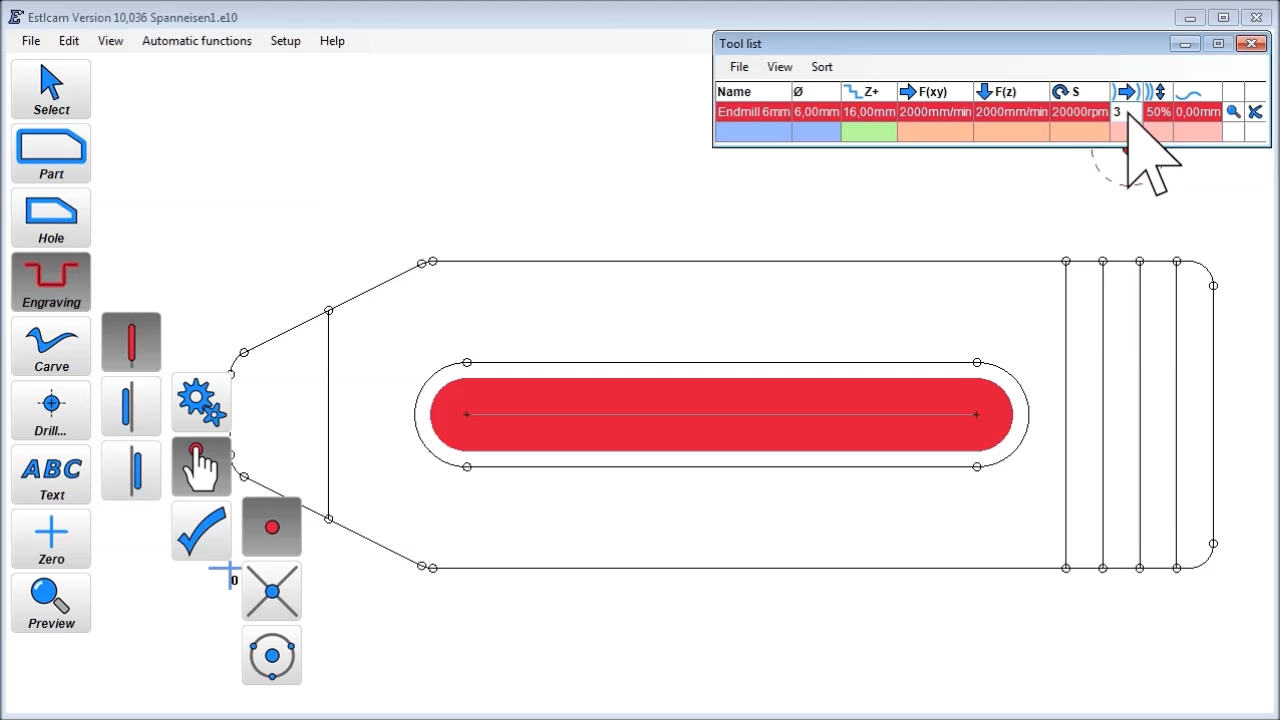 Estlcam Version 10,036 Spanneisen1.e10
File Edit View Automatic functions Setup Help
Tool list
File View Sort
Name Ø Z+ F(xy) F(z) S
Endmill 6mm 6,00mm 16,00mm 2000mm/min 2000mm/min 20000rpm 3 50% 0,00mm
Select
Part
Hole
Engraving
Carve
Drill...
ABC
Text
Zero
0
Preview